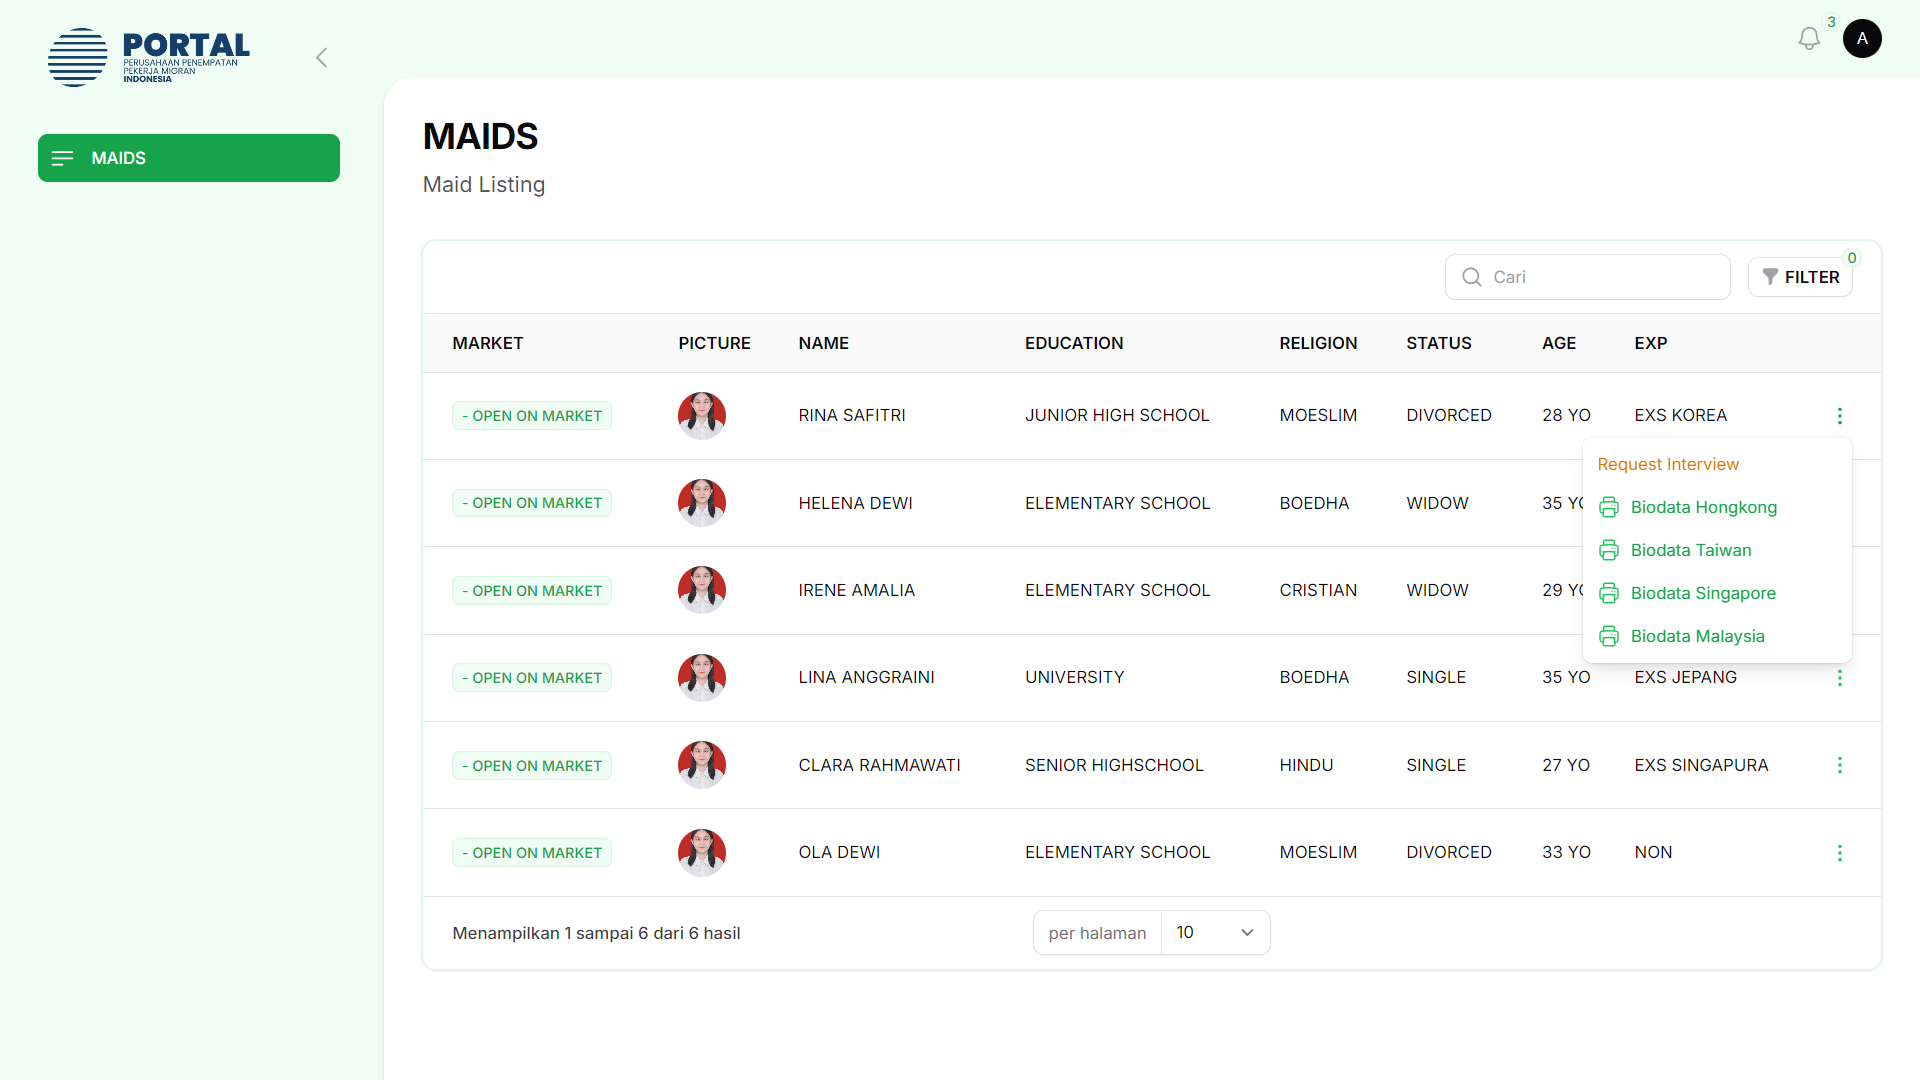 PORTAL
PERUSAHAAN PENEMPATAN
PEKERJA MIGRAN
INDONESIA
3
A
MAIDS
MAIDS
Maid Listing
Cari
FILTER
0
MARKET PICTURE NAME EDUCATION RELIGION STATUS AGE EXP
- OPEN ON MARKET RINA SAFITRI JUNIOR HIGH SCHOOL MOESLIM DIVORCED 28 YO EXS KOREA
Request Interview
Biodata Hongkong
Biodata Taiwan
Biodata Singapore
Biodata Malaysia
- OPEN ON MARKET HELENA DEWI ELEMENTARY SCHOOL BOEDHA WIDOW 35 YO
- OPEN ON MARKET IRENE AMALIA ELEMENTARY SCHOOL CRISTIAN WIDOW 29 YO
- OPEN ON MARKET LINA ANGGRAINI UNIVERSITY BOEDHA SINGLE 35 YO EXS JEPANG
- OPEN ON MARKET CLARA RAHMAWATI SENIOR HIGHSCHOOL HINDU SINGLE 27 YO EXS SINGAPURA
- OPEN ON MARKET OLA DEWI ELEMENTARY SCHOOL MOESLIM DIVORCED 33 YO NON
Menampilkan 1 sampai 6 dari 6 hasil
per halaman 10